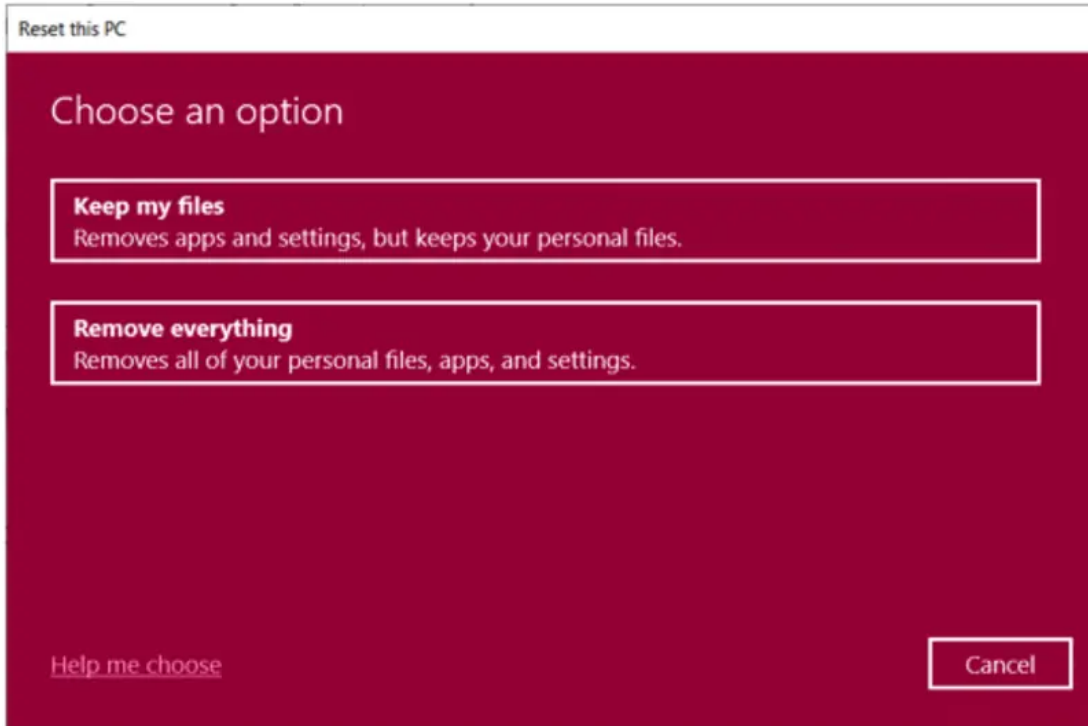 Reset this PC
Choose an option
Keep my files
Removes apps and settings, but keeps your personal files.
Remove everything
Removes all of your personal files, apps, and settings.
Help me choose
Cancel